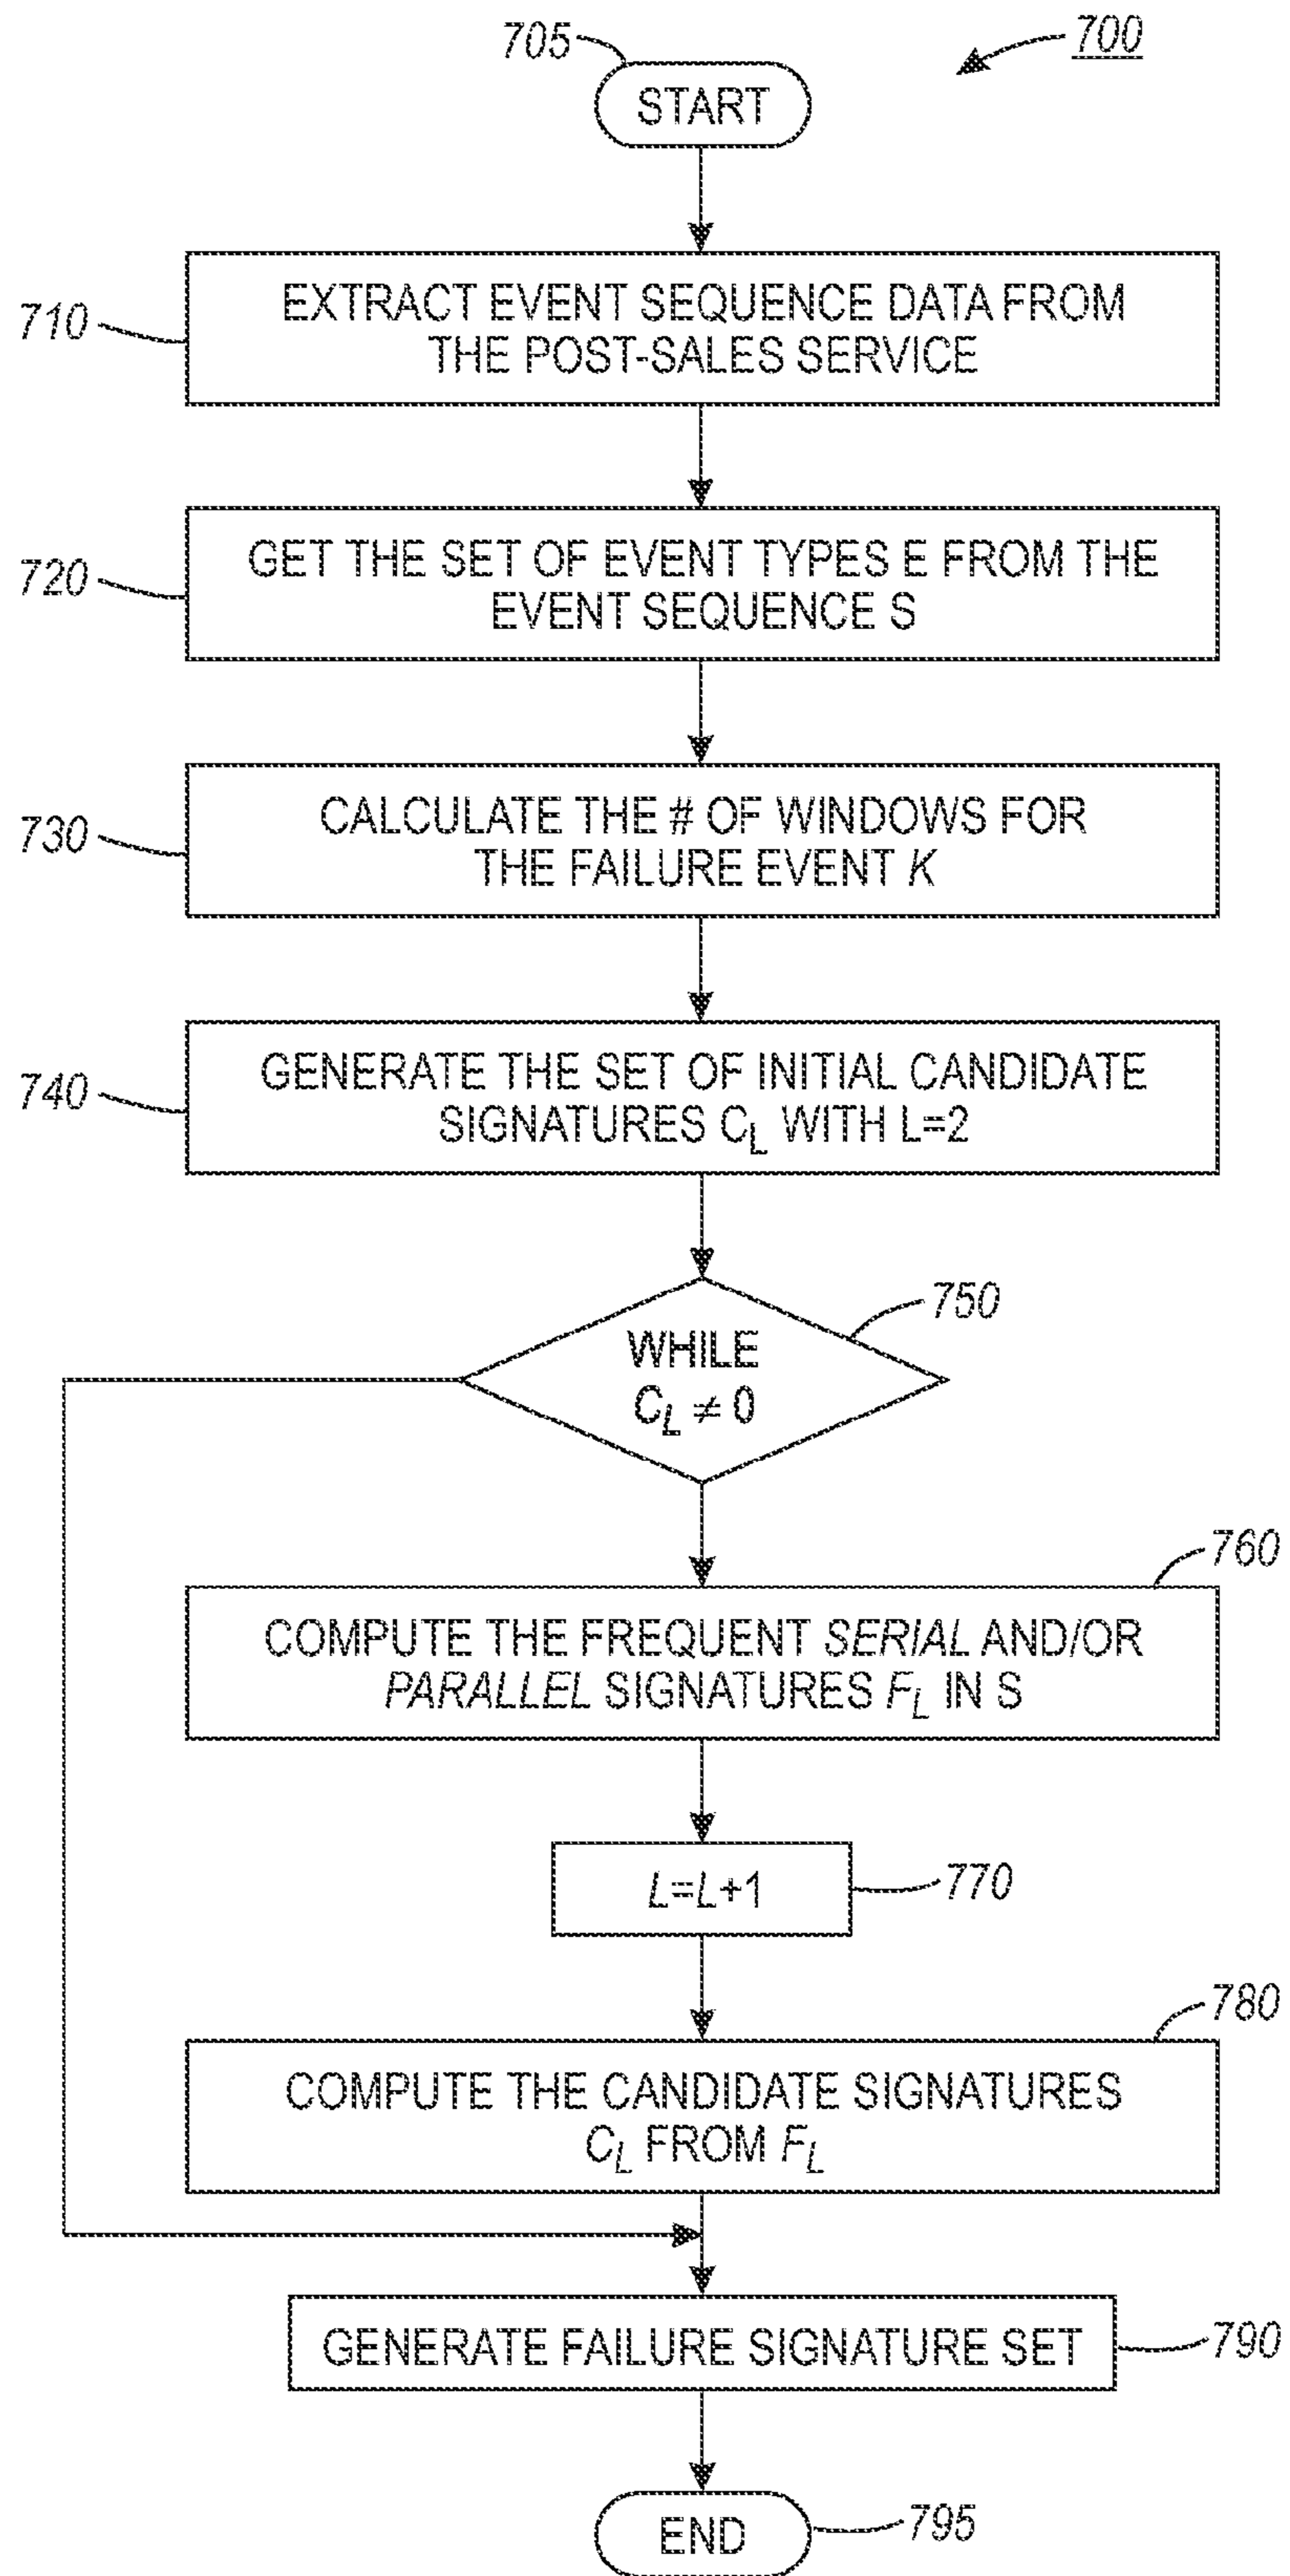 705
700
START
710
EXTRACT EVENT SEQUENCE DATA FROM
THE POST-SALES SERVICE
720
GET THE SET OF EVENT TYPES E FROM THE
EVENT SEQUENCE S
730
CALCULATE THE # OF WINDOWS FOR
THE FAILURE EVENT K
740
GENERATE THE SET OF INITIAL CANDIDATE
SIGNATURES C_L WITH L=2
750
WHILE
C_L ≠ 0
760
COMPUTE THE FREQUENT SERIAL AND/OR
PARALLEL SIGNATURES F_L IN S
L=L+1
770
780
COMPUTE THE CANDIDATE SIGNATURES
C_L FROM F_L
GENERATE FAILURE SIGNATURE SET
790
END
795